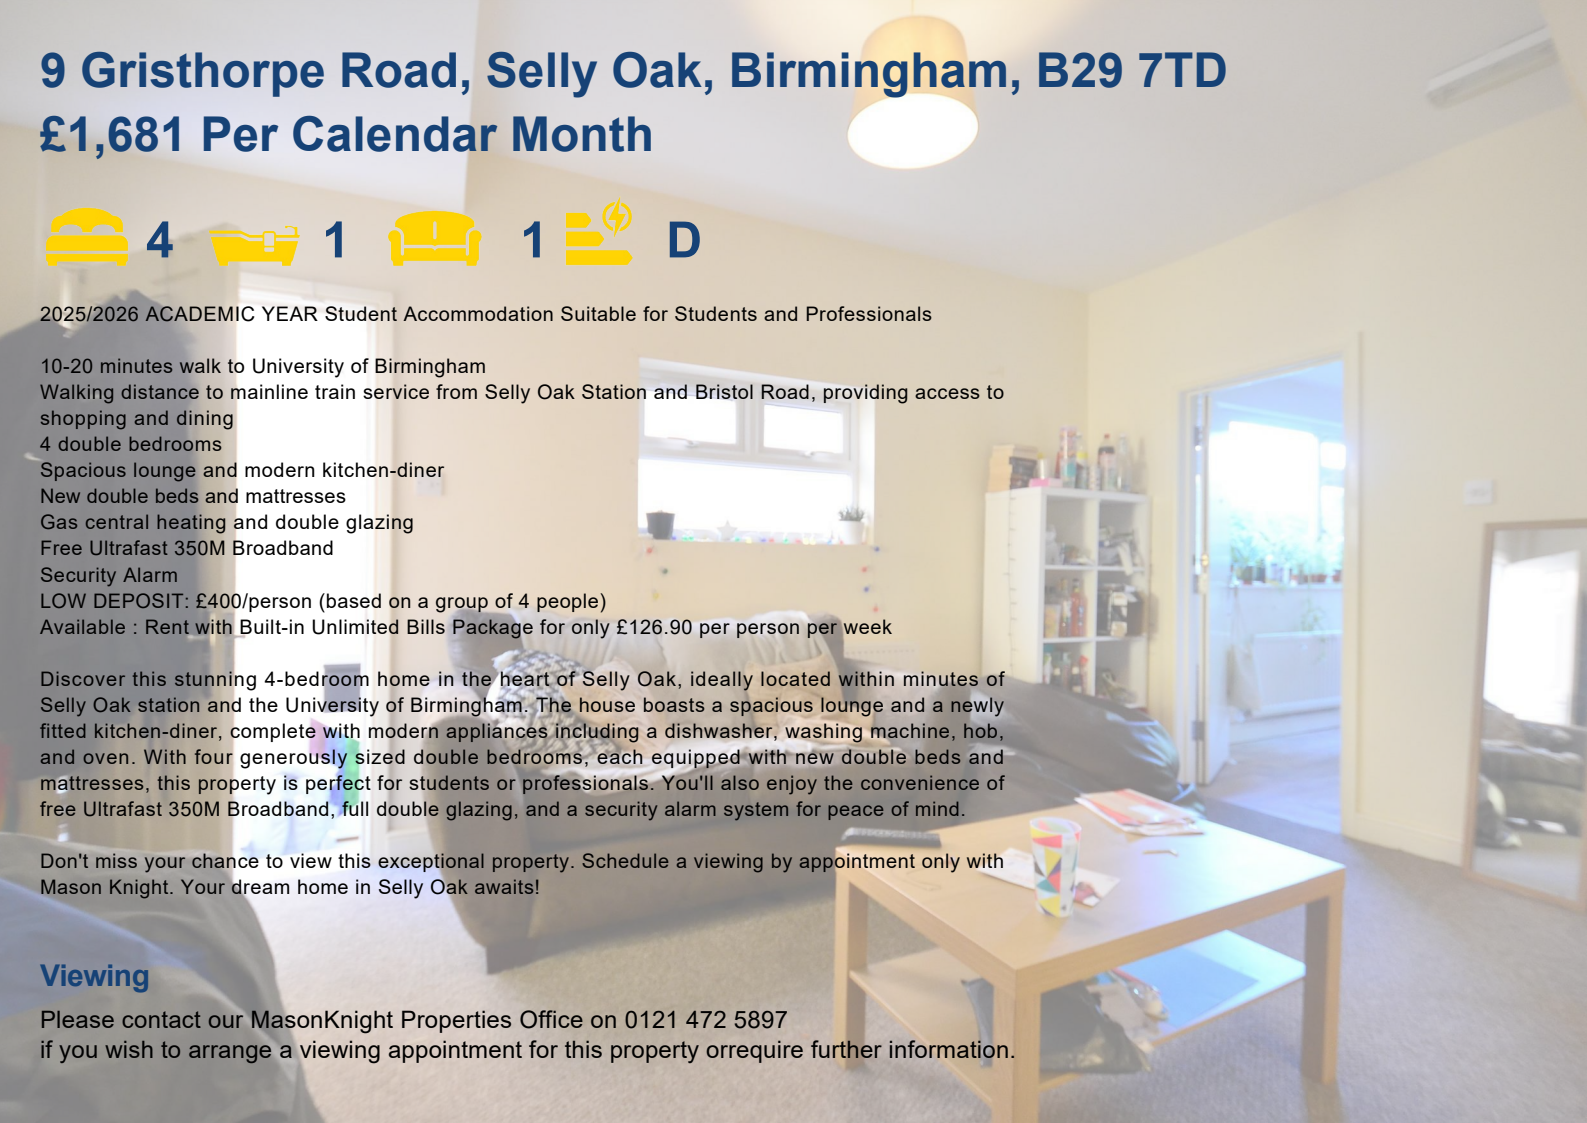 9 Gristhorpe Road, Selly Oak, Birmingham, B29 7TD
£1,681 Per Calendar Month
4 1 1 D
2025/2026 ACADEMIC YEAR Student Accommodation Suitable for Students and Professionals
10-20 minutes walk to University of Birmingham
Walking distance to mainline train service from Selly Oak Station and Bristol Road, providing access to
shopping and dining
4 double bedrooms
Spacious lounge and modern kitchen-diner
New double beds and mattresses
Gas central heating and double glazing
Free Ultrafast 350M Broadband
Security Alarm
LOW DEPOSIT: £400/person (based on a group of 4 people)
Available : Rent with Built-in Unlimited Bills Package for only £126.90 per person per week
Discover this stunning 4-bedroom home in the heart of Selly Oak, ideally located within minutes of
Selly Oak station and the University of Birmingham. The house boasts a spacious lounge and a newly
fitted kitchen-diner, complete with modern appliances including a dishwasher, washing machine, hob,
and oven. With four generously sized double bedrooms, each equipped with new double beds and
mattresses, this property is perfect for students or professionals. You'll also enjoy the convenience of
free Ultrafast 350M Broadband, full double glazing, and a security alarm system for peace of mind.
Don't miss your chance to view this exceptional property. Schedule a viewing by appointment only with
Mason Knight. Your dream home in Selly Oak awaits!
Viewing
Please contact our MasonKnight Properties Office on 0121 472 5897
if you wish to arrange a viewing appointment for this property orrequire further information.